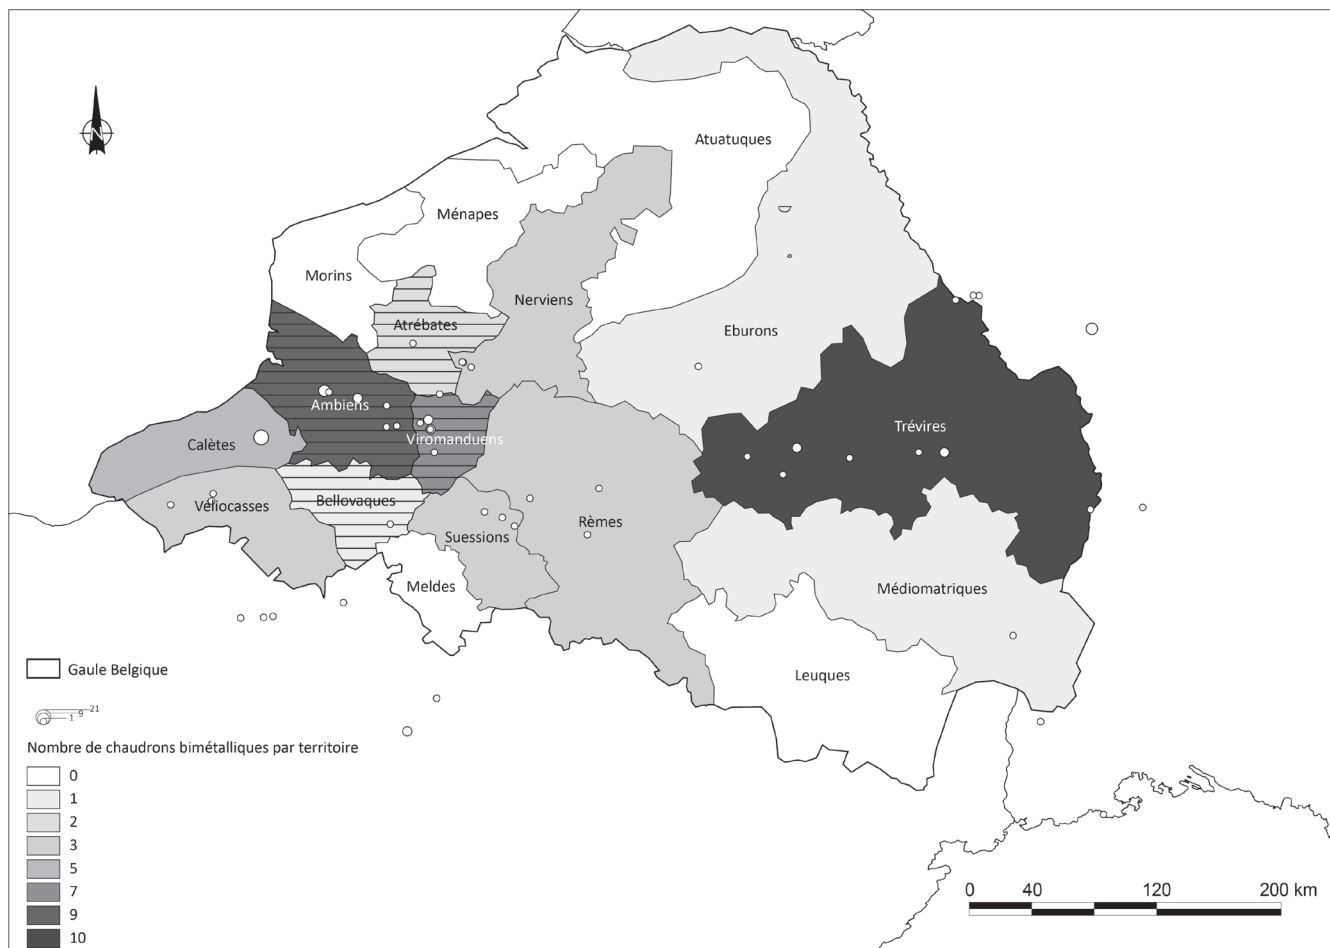 N
Atuatuques
Ménapes
Morins
Nerviens
Atrébates
Eburons
Ambiens
Trévires
Viromanduens
Calètes
Bellovaques
Véliocasses
Rèmes
Suessions
Meldes
Médiomatriques
Leuques
Gaule Belgique
1 9 21
Nombre de chaudrons bimétalliques par territoire
0
1
2
3
5
7
9
10
0 40 120 200 km